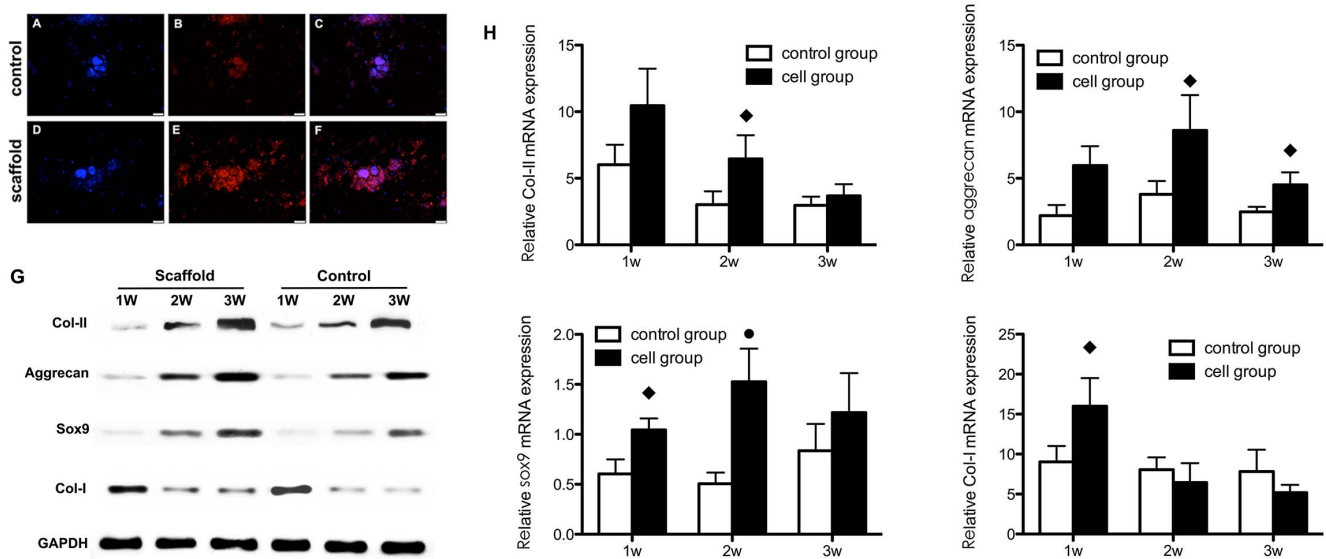 A B C
control
D E F
scaffold
G
Scaffold Control
1W 2W 3W 1W 2W 3W
Col-II
Aggrecan
Sox9
Col-I
GAPDH
H
Relative Col-II mRNA expression
15
10
5
0
control group
cell group
◆
1w 2w 3w
Relative aggrecan mRNA expression
15
10
5
0
control group
cell group
◆
◆
1w 2w 3w
Relative sox9 mRNA expression
2.0
1.5
1.0
0.5
0.0
control group
cell group
◆
●
1w 2w 3w
Relative Col-I mRNA expression
25
20
15
10
5
0
control group
cell group
◆
1w 2w 3w